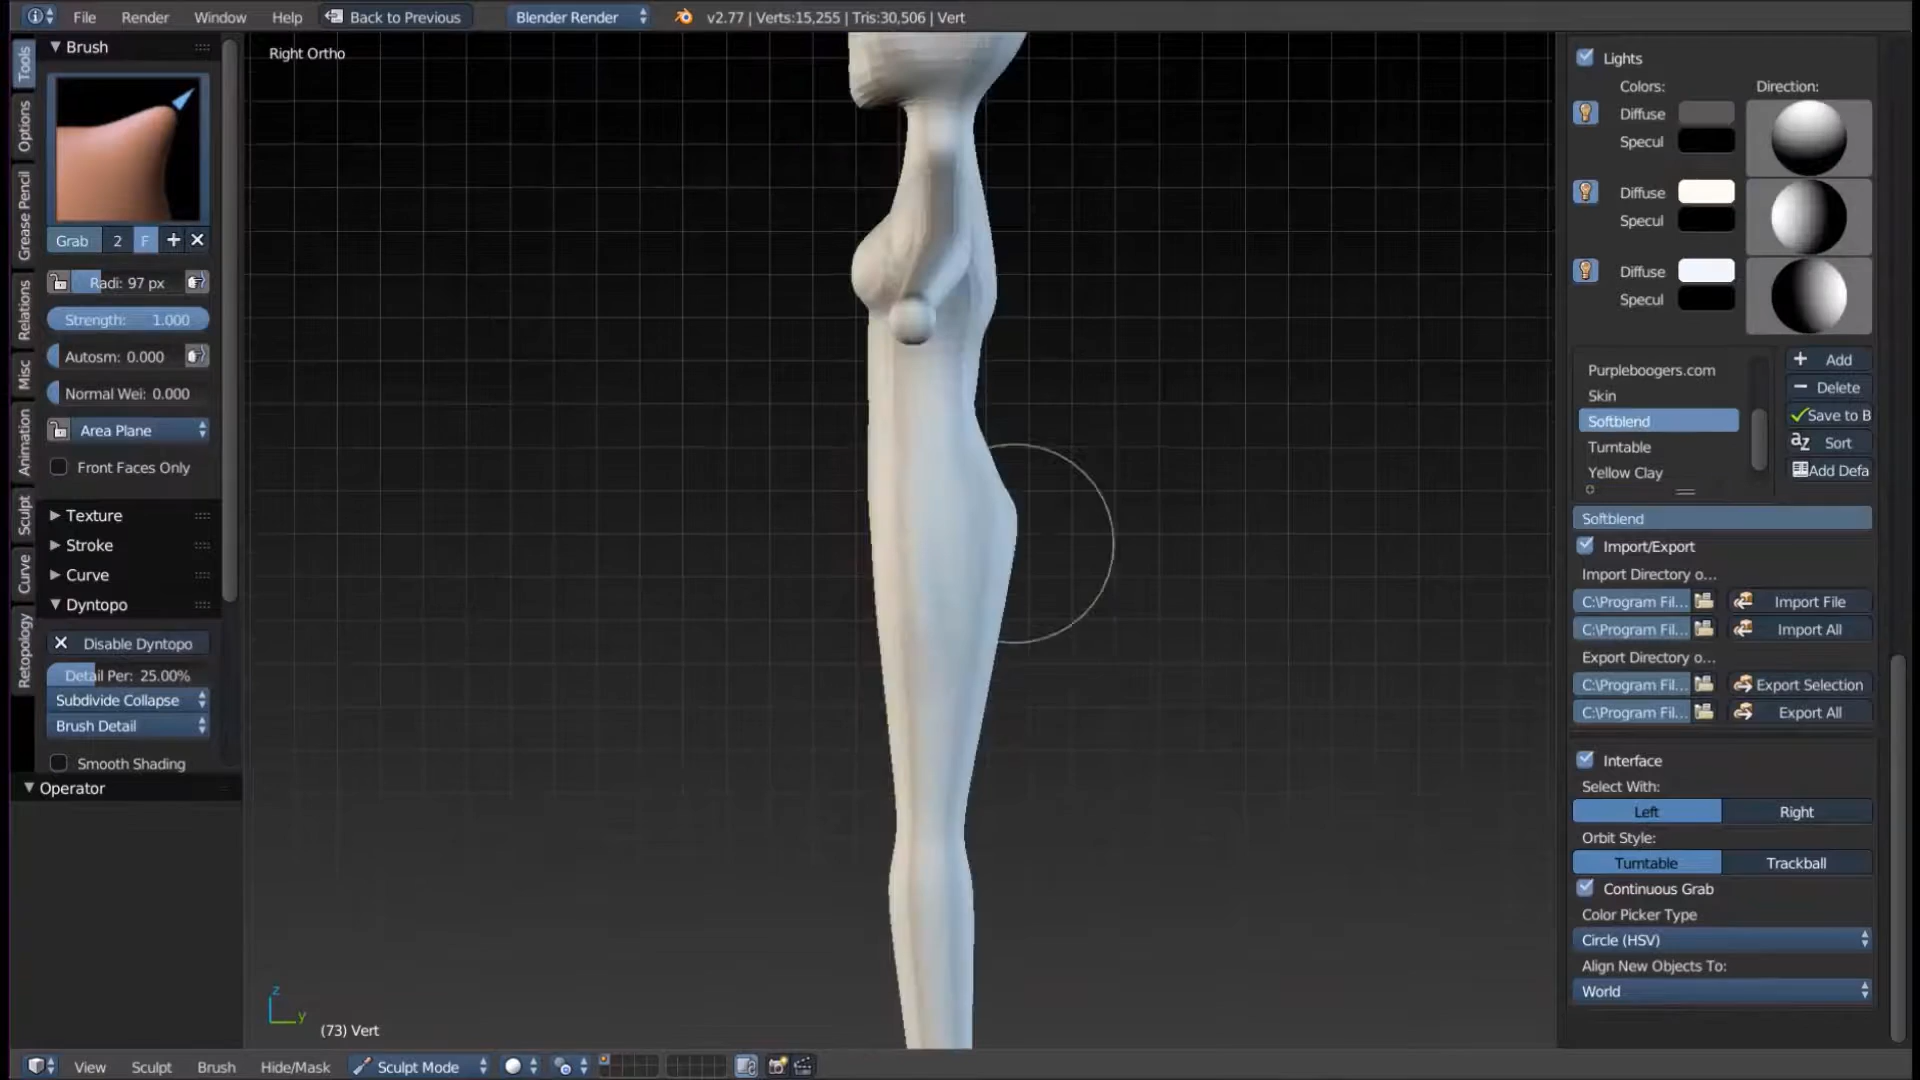 File Render Window Help Back to Previous Blender Render v2.77 | Verts:15,255 | Tris:30,506 | Vert
Tools
Options
Grease Pencil
Relations
Misc
Animation
Sculpt
Curve
Retopology
Brush
Grab 2 F
Radi: 97 px
Strength: 1.000
Autosm: 0.000
Normal Wei: 0.000
Area Plane
Front Faces Only
Texture
Stroke
Curve
Dyntopo
Disable Dyntopo
Detail Per: 25.00%
Subdivide Collapse
Brush Detail
Smooth Shading
Operator
Right Ortho
z
y
(73) Vert
Lights
Colors: Direction:
Diffuse
Specul
Diffuse
Specul
Diffuse
Specul
Purpleboogers.com
Skin
Softblend
Turntable
Yellow Clay
Add
Delete
Save to B
Sort
Add Defa
Softblend
Import/Export
Import Directory o...
C:\Program Fil... Import File
C:\Program Fil... Import All
Export Directory o...
C:\Program Fil... Export Selection
C:\Program Fil... Export All
Interface
Select With:
Left Right
Orbit Style:
Turntable Trackball
Continuous Grab
Color Picker Type
Circle (HSV)
Align New Objects To:
World
View Sculpt Brush Hide/Mask Sculpt Mode